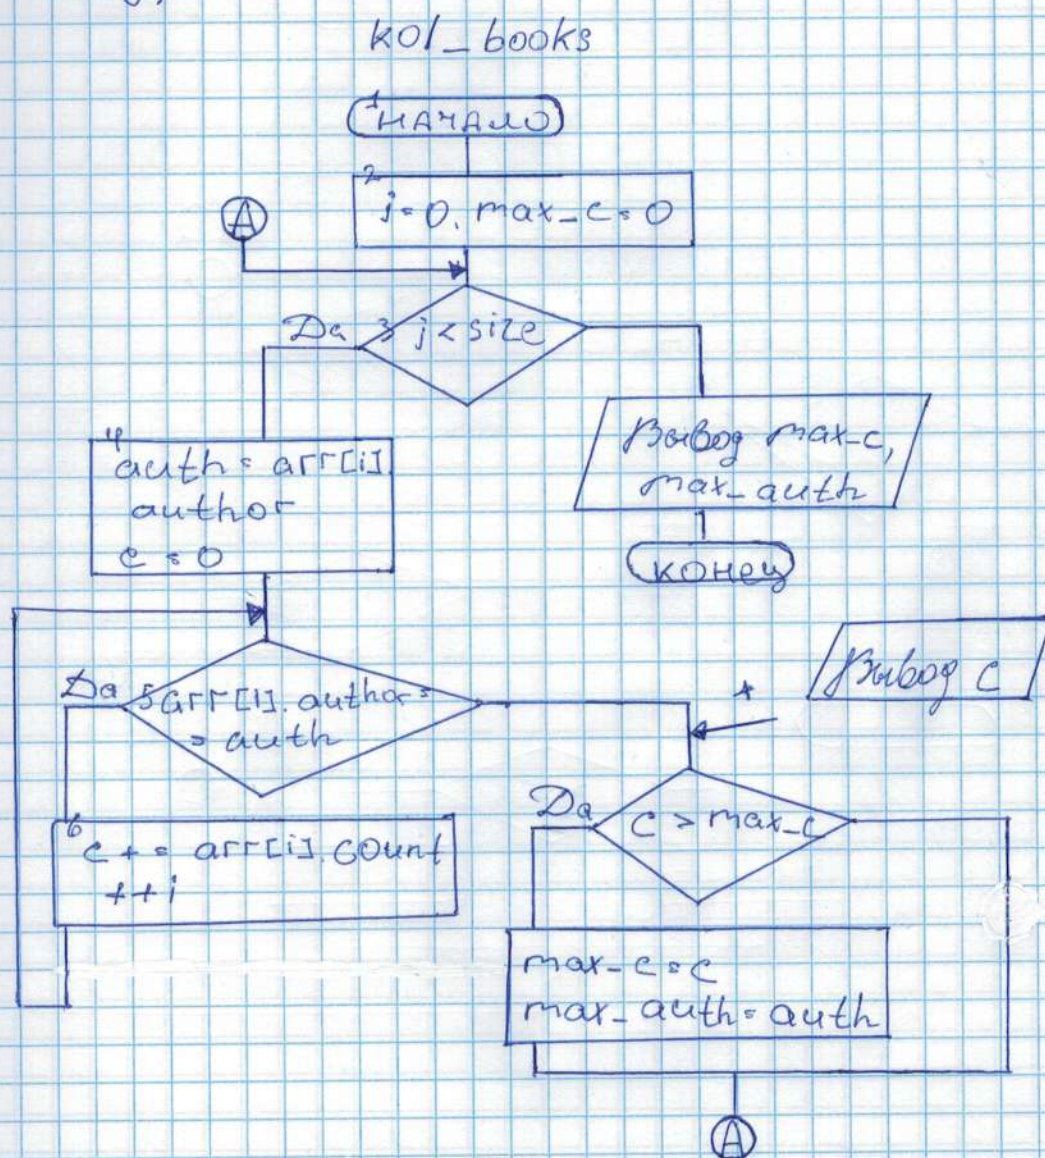 kol_books
1 начало
А
2
i=0, max_c=0
Да 3 i<size
4
auth=arr[i]
author
c=0
Вывод max_c,
max_auth
конец
Вывод c
*
Да 5 arr[i].author=
=auth
Да c>max_c
6
c+=arr[i].count
++i
max_c=c
max_auth=auth
А